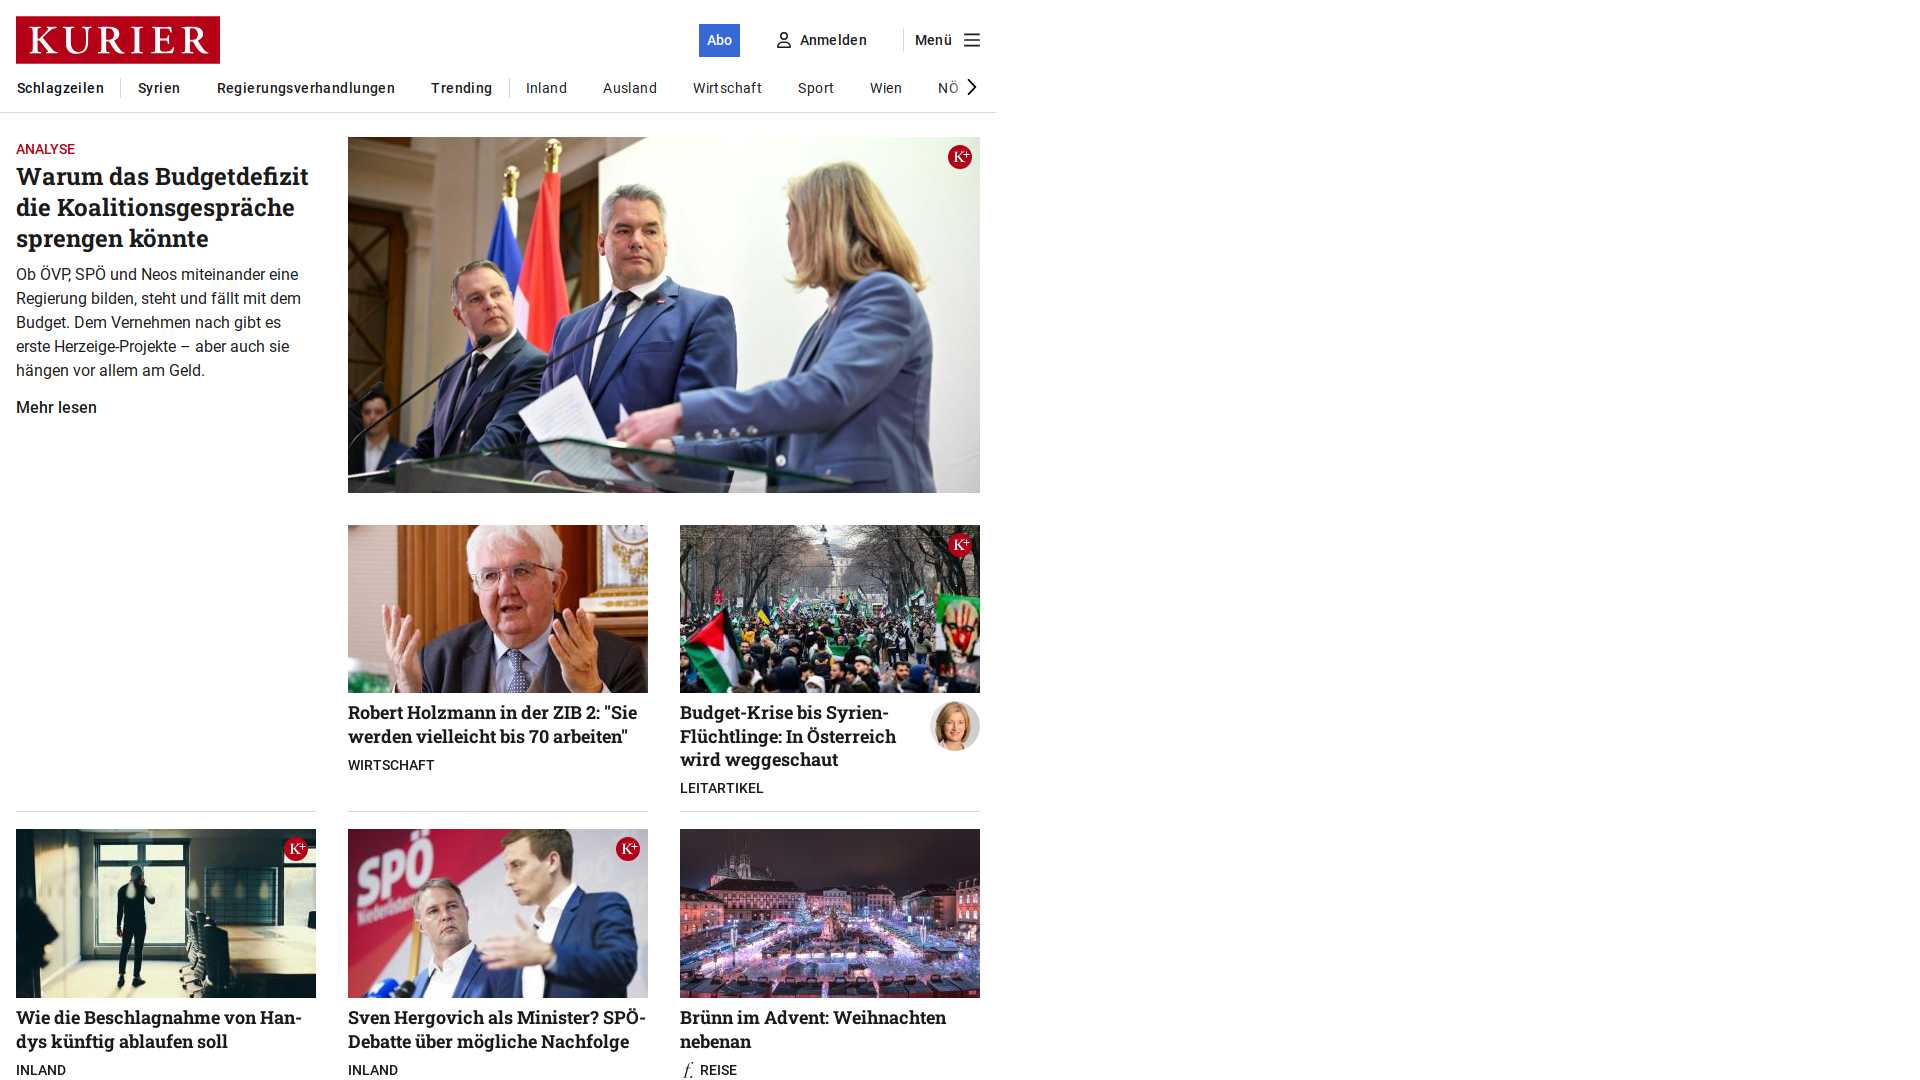 KURIER
Abo
Anmelden
Menü
Schlagzeilen
Syrien
Regierungsverhandlungen
Trending
Inland
Ausland
Wirtschaft
Sport
Wien
NÖ
ANALYSE
Warum das Budgetdefizit
die Koalitionsgespräche
sprengen könnte
Ob ÖVP, SPÖ und Neos miteinander eine
Regierung bilden, steht und fällt mit dem
Budget. Dem Vernehmen nach gibt es
erste Herzeige-Projekte – aber auch sie
hängen vor allem am Geld.
Mehr lesen
K+
K+
Robert Holzmann in der ZIB 2: "Sie
werden vielleicht bis 70 arbeiten"
WIRTSCHAFT
Budget-Krise bis Syrien-
Flüchtlinge: In Österreich
wird weggeschaut
LEITARTIKEL
K+
Wie die Beschlagnahme von Han-
dys künftig ablaufen soll
INLAND
SPÖ
K+
Sven Hergovich als Minister? SPÖ-
Debatte über mögliche Nachfolge
INLAND
Brünn im Advent: Weihnachten
nebenan
f. REISE